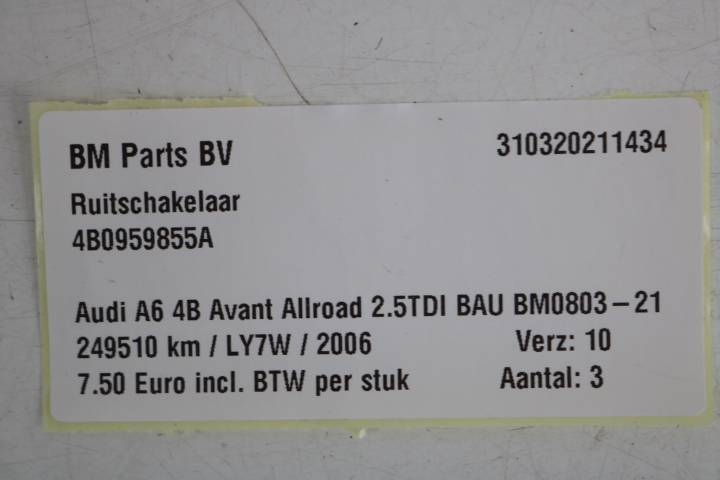 BM Parts BV 310320211434
Ruitschakelaar
4B0959855A
Audi A6 4B Avant Allroad 2.5TDI BAU BM0803-21
249510 km / LY7W / 2006 Verz: 10
7.50 Euro incl. BTW per stuk Aantal: 3